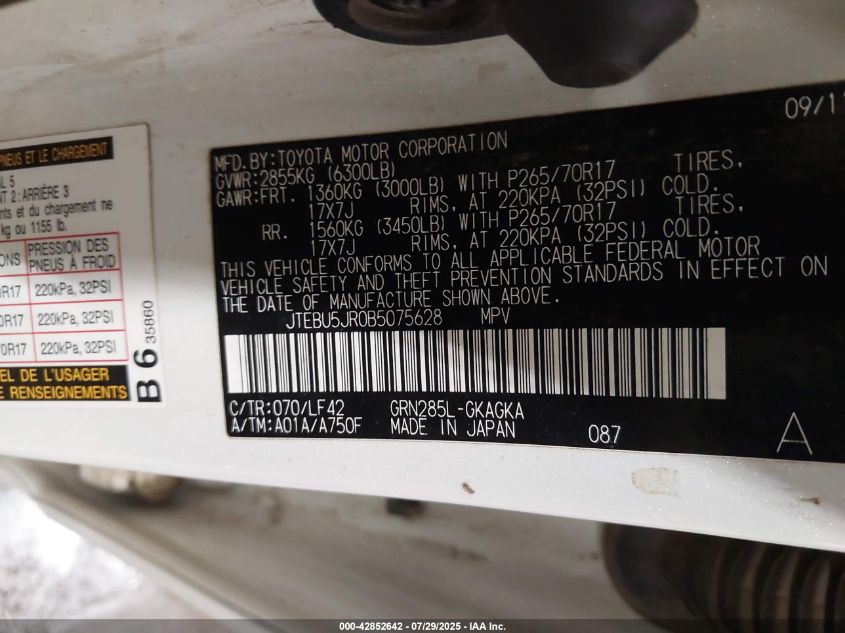 PNEUS ET LE CHARGEMENT
5
2:ARRIÈRE 3
et du chargement ne
kg ou 1155 lb.
PRESSION DES
PNEUS À FROID
220kPa, 32PSI
220kPa, 32PSI
220kPa, 32PSI
DE L'USAGER
RENSEIGNEMENTS
B 6 35860
09/11
MFD.BY:TOYOTA MOTOR CORPORATION
GVWR:2855KG (6300LB)
GAWR:FRT. 1360KG (3000LB) WITH P265/70R17 TIRES,
17X7J RIMS, AT 220KPA (32PSI) COLD.
RR. 1560KG (3450LB) WITH P265/70R17 TIRES,
17X7J RIMS, AT 220KPA (32PSI) COLD.
THIS VEHICLE CONFORMS TO ALL APPLICABLE FEDERAL MOTOR
VEHICLE SAFETY AND THEFT PREVENTION STANDARDS IN EFFECT ON
THE DATE OF MANUFACTURE SHOWN ABOVE.
JTEBU5JR0B5075628 MPV
C/TR:070/LF42 GRN285L-GKAGKA
A/TM:A01A/A750F MADE IN JAPAN 087 A
000-42852642 - 07/29/2025 - IAA Inc.